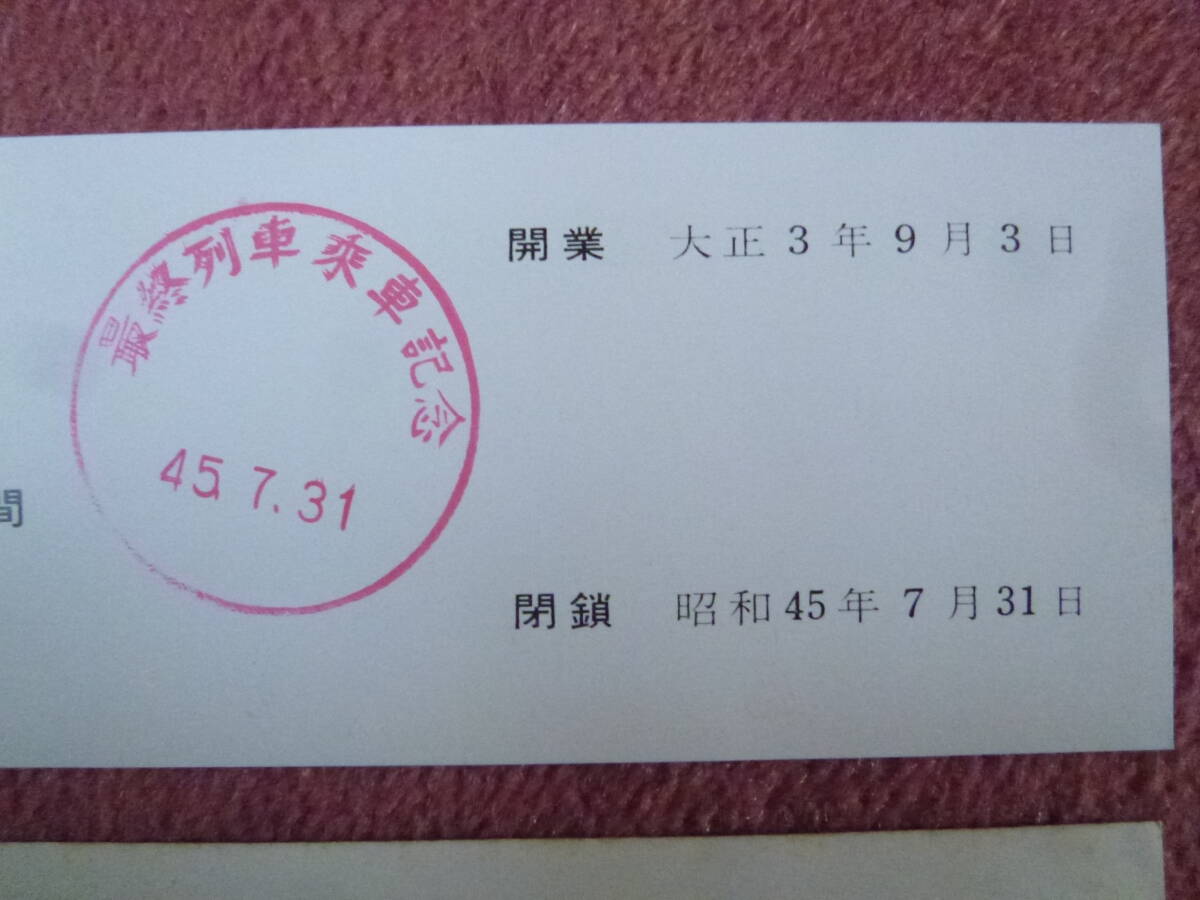 最終列車乗車記念
45.7.31
間
開業 大正3年9月3日
閉鎖 昭和45年7月31日